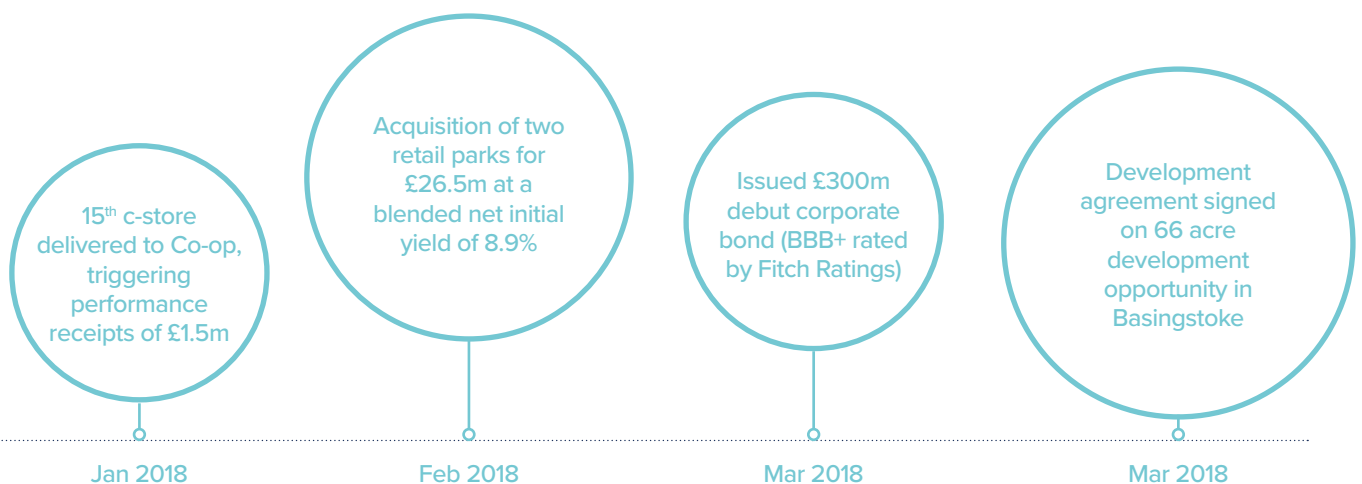 15th c-store
delivered to Co-op,
triggering
performance
receipts of £1.5m
Jan 2018
Acquisition of two
retail parks for
£26.5m at a
blended net initial
yield of 8.9%
Feb 2018
Issued £300m
debut corporate
bond (BBB+ rated
by Fitch Ratings)
Mar 2018
Development
agreement signed
on 66 acre
development
opportunity in
Basingstoke
Mar 2018